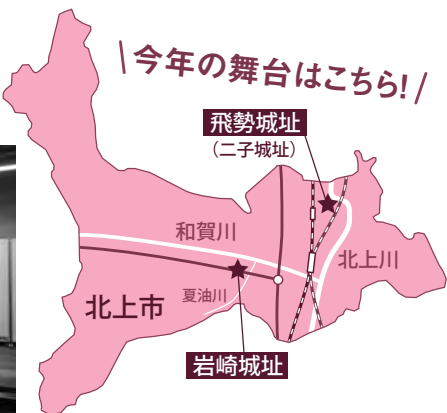 今年の舞台はこちら!
飛勢城址
(二子城址)
和賀川
北上川
北上市
夏油川
岩崎城址